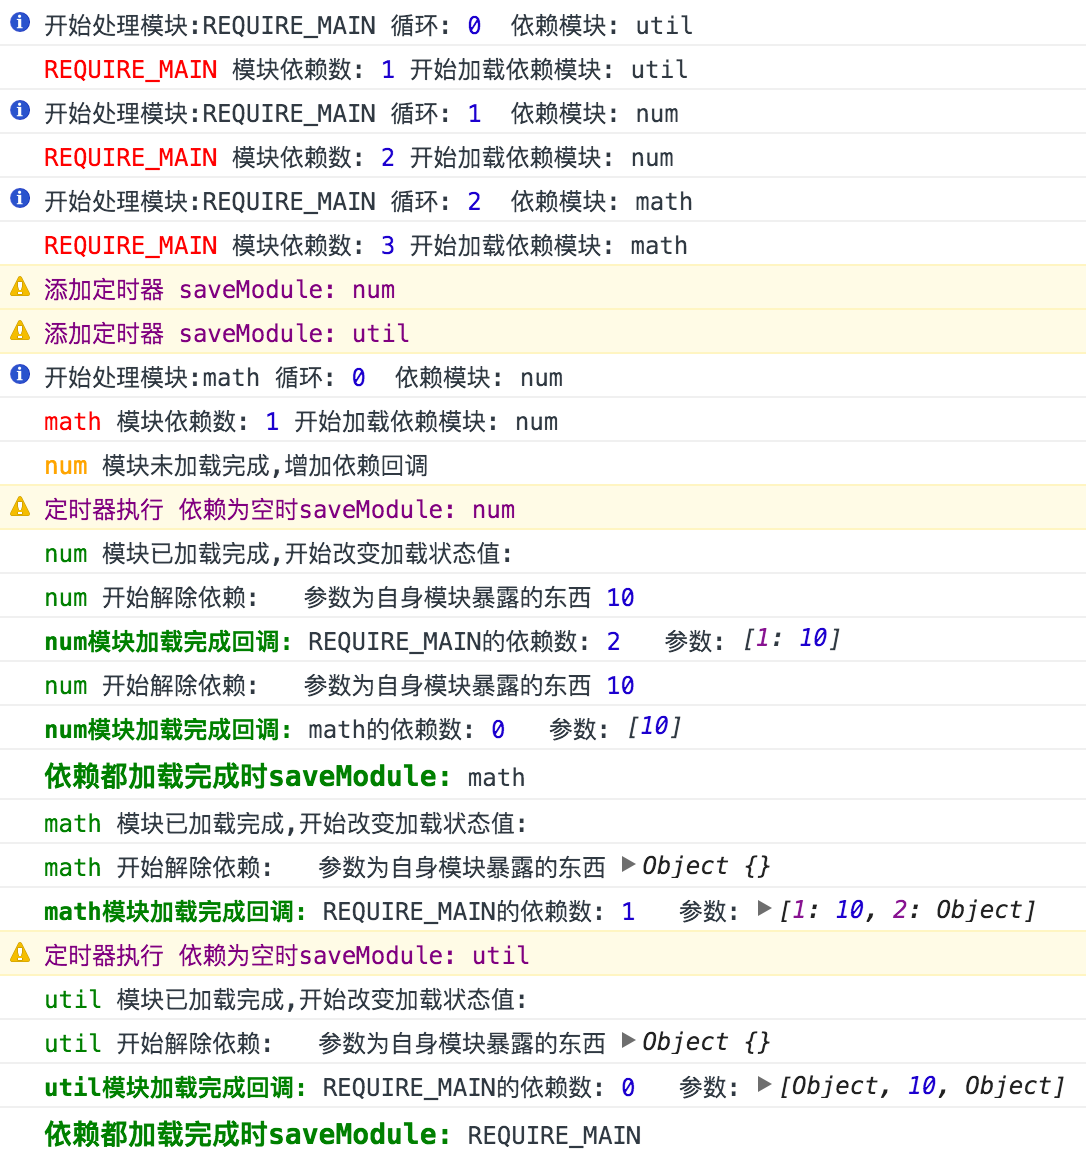 开始处理模块:REQUIRE_MAIN 循环: 0  依赖模块: util
REQUIRE_MAIN 模块依赖数: 1 开始加载依赖模块: util
开始处理模块:REQUIRE_MAIN 循环: 1  依赖模块: num
REQUIRE_MAIN 模块依赖数: 2 开始加载依赖模块: num
开始处理模块:REQUIRE_MAIN 循环: 2  依赖模块: math
REQUIRE_MAIN 模块依赖数: 3 开始加载依赖模块: math
添加定时器 saveModule: num
添加定时器 saveModule: util
开始处理模块:math 循环: 0  依赖模块: num
math 模块依赖数: 1 开始加载依赖模块: num
num 模块未加载完成,增加依赖回调
定时器执行 依赖为空时saveModule: num
num 模块已加载完成,开始改变加载状态值:
num 开始解除依赖:   参数为自身模块暴露的东西 10
num模块加载完成回调: REQUIRE_MAIN的依赖数: 2   参数: [1: 10]
num 开始解除依赖:   参数为自身模块暴露的东西 10
num模块加载完成回调: math的依赖数: 0   参数: [10]
依赖都加载完成时saveModule: math
math 模块已加载完成,开始改变加载状态值:
math 开始解除依赖:   参数为自身模块暴露的东西 ▶Object {}
math模块加载完成回调: REQUIRE_MAIN的依赖数: 1   参数: ▶[1: 10, 2: Object]
定时器执行 依赖为空时saveModule: util
util 模块已加载完成,开始改变加载状态值:
util 开始解除依赖:   参数为自身模块暴露的东西 ▶Object {}
util模块加载完成回调: REQUIRE_MAIN的依赖数: 0   参数: ▶[Object, 10, Object]
依赖都加载完成时saveModule: REQUIRE_MAIN